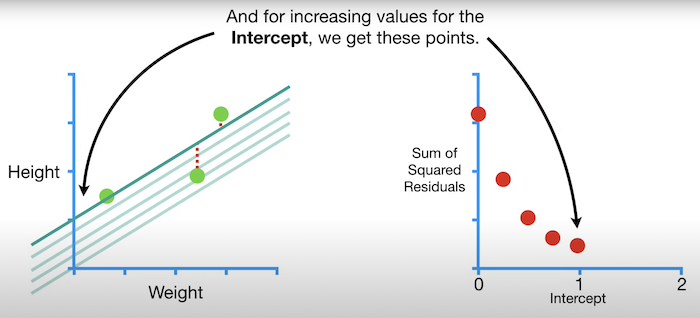 And for increasing values for the
Intercept, we get these points.
Height
Weight
Sum of
Squared
Residuals
0
1
2
Intercept